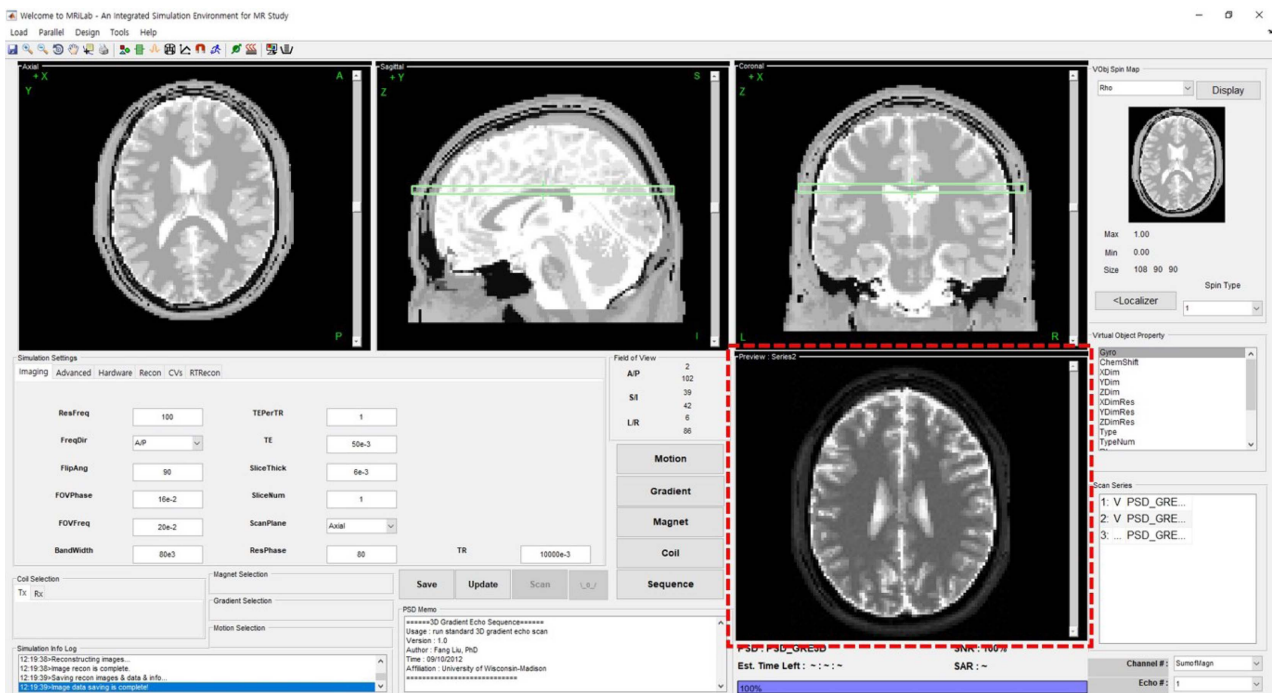 Welcome to MRiLab - An Integrated Simulation Environment for MR Study
Load Parallel Design Tools Help
Axial
+ X
A
Y
P
Sagittal
+ Y
S
Z
I
Coronal
+ X
Z
L
R
VObj Spin Map
Rho
Display
Max 1.00
Min 0.00
Size 108 90 90
Spin Type
<Localizer
1
Simulation Settings
Imaging Advanced Hardware Recon CVs RTRecon
ResFreq 100 TEPerTR 1
FreqDir A/P TE 50e-3
FlipAng 90 SliceThick 6e-3
FOVPhase 16e-2 SliceNum 1
FOVFreq 20e-2 ScanPlane Axial
BandWidth 80e3 ResPhase 80 TR 10000e-3
Field of View
A/P 2
102
S/I 39
42
L/R 6
86
Motion
Gradient
Magnet
Coil
Sequence
Preview : Series2
Virtual Object Property
Gyro
ChemShift
XDim
YDim
ZDim
XDimRes
YDimRes
ZDimRes
Type
TypeNum
Scan Series
1: V PSD_GRE...
2: V PSD_GRE...
3: ... PSD_GRE...
Coil Selection
Tx Rx
Magnet Selection
Gradient Selection
Motion Selection
Save Update Scan
PSD Memo
======3D Gradient Echo Sequence======
Usage : run standard 3D gradient echo scan
Version : 1.0
Author : Fang Liu, PhD
Time : 09/10/2012
Affiliation : University of Wisconsin-Madison
Simulation Info Log
12:19:38>Reconstructing images...
12:19:38>Image recon is complete.
12:19:39>Saving recon images & data & info...
12:19:39>Image data saving is complete!
PSD : PSD_GRE3D SNR : 100%
Est. Time Left : ~ : ~ : ~ SAR : ~
100%
Channel # : SumofMagn
Echo # : 1